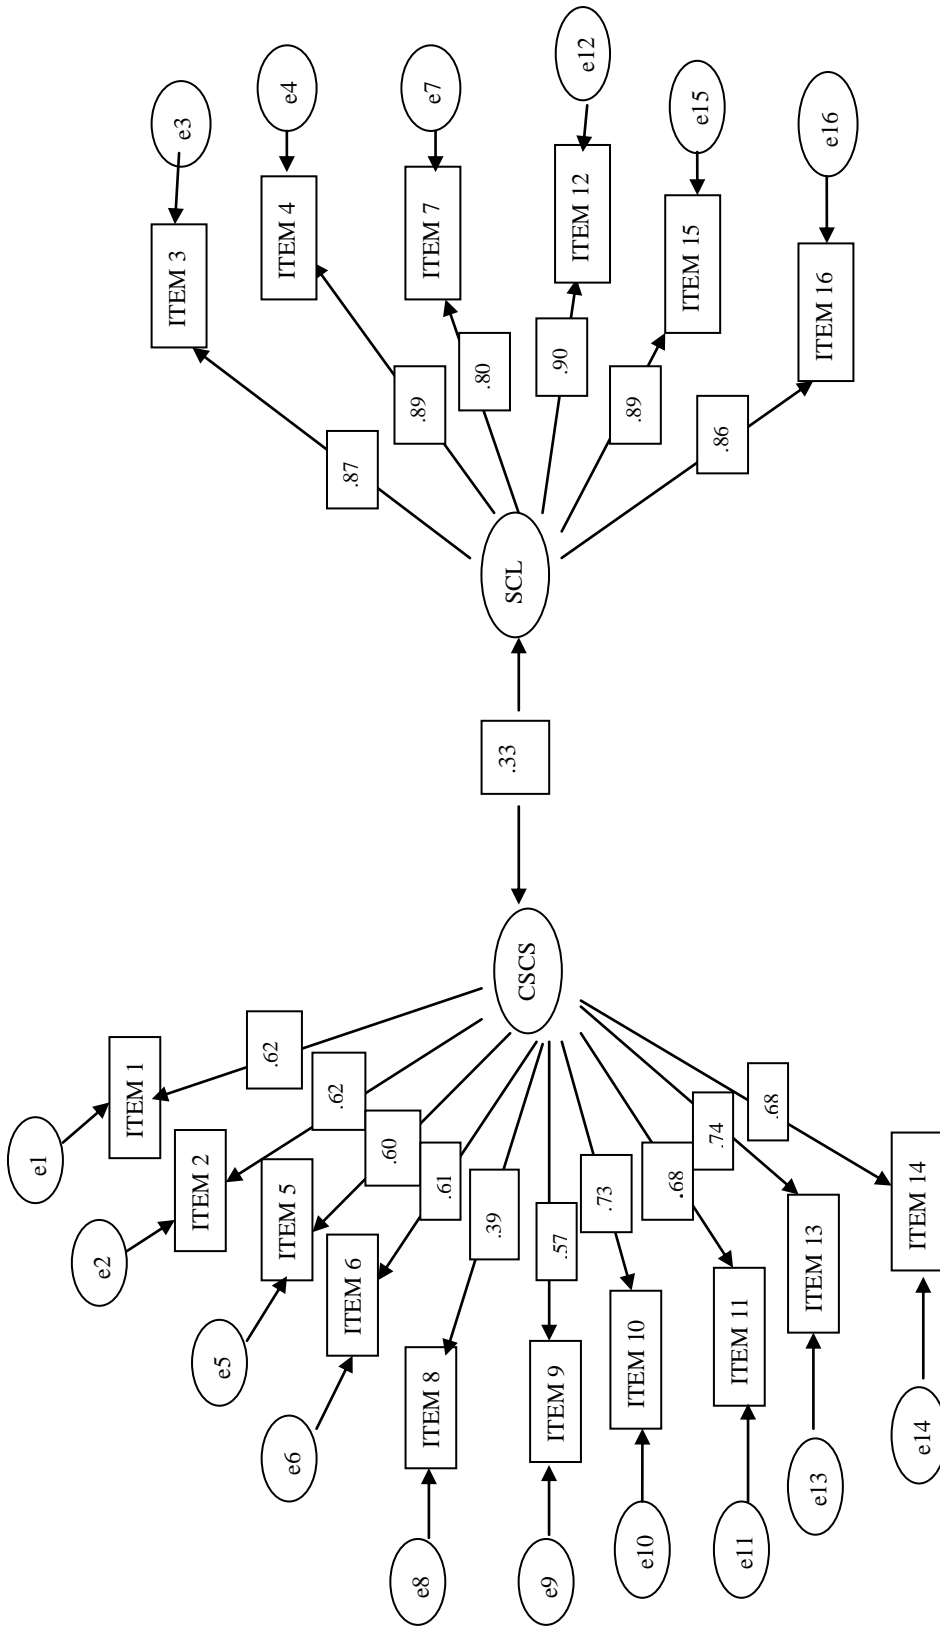 e1
ITEM 1
.62
e2
ITEM 2
.62
e5
ITEM 5
.60
e6
ITEM 6
.61
e8
ITEM 8
.39
e9
ITEM 9
.57
e10
ITEM 10
.73
e11
ITEM 11
.68
e13
ITEM 13
.74
e14
ITEM 14
.68
CSCS
.33
SCL
.87
ITEM 3
e3
.89
ITEM 4
e4
.80
ITEM 7
e7
.90
ITEM 12
e12
.89
ITEM 15
e15
.86
ITEM 16
e16